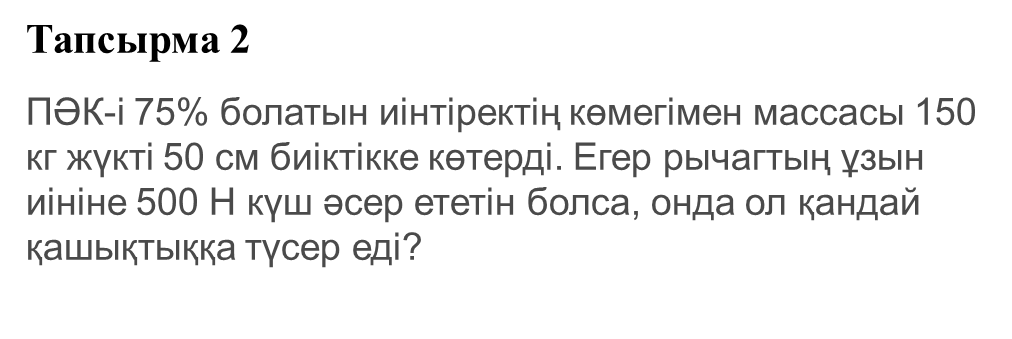 Тапсырма 2
ПӘК-і 75% болатын иінтіректің көмегімен массасы 150
кг жүкті 50 см биіктікке көтерді. Егер рычагтың ұзын
иініне 500 Н күш әсер ететін болса, онда ол қандай
қашықтыққа түсер еді?